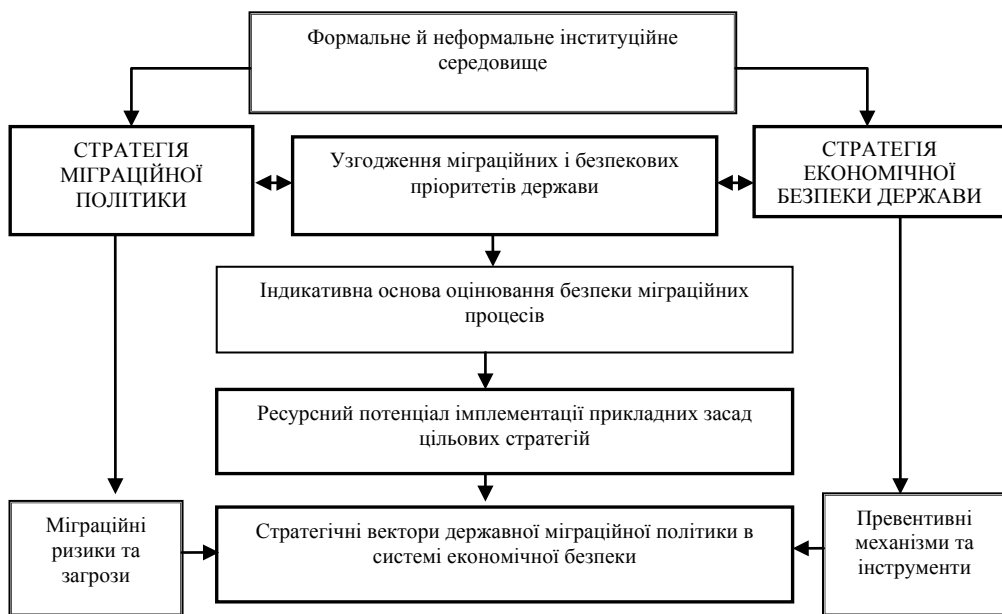 Формальне й неформальне інституційне
середовище
СТРАТЕГІЯ
МІГРАЦІЙНОЇ
ПОЛІТИКИ
Узгодження міграційних і безпекових
пріоритетів держави
СТРАТЕГІЯ
ЕКОНОМІЧНОЇ
БЕЗПЕКИ ДЕРЖАВИ
Індикативна основа оцінювання безпеки міграційних
процесів
Ресурсний потенціал імплементації прикладних засад
цільових стратегій
Міграційні
ризики та
загрози
Стратегічні вектори державної міграційної політики в
системі економічної безпеки
Превентивні
механізми та
інструменти